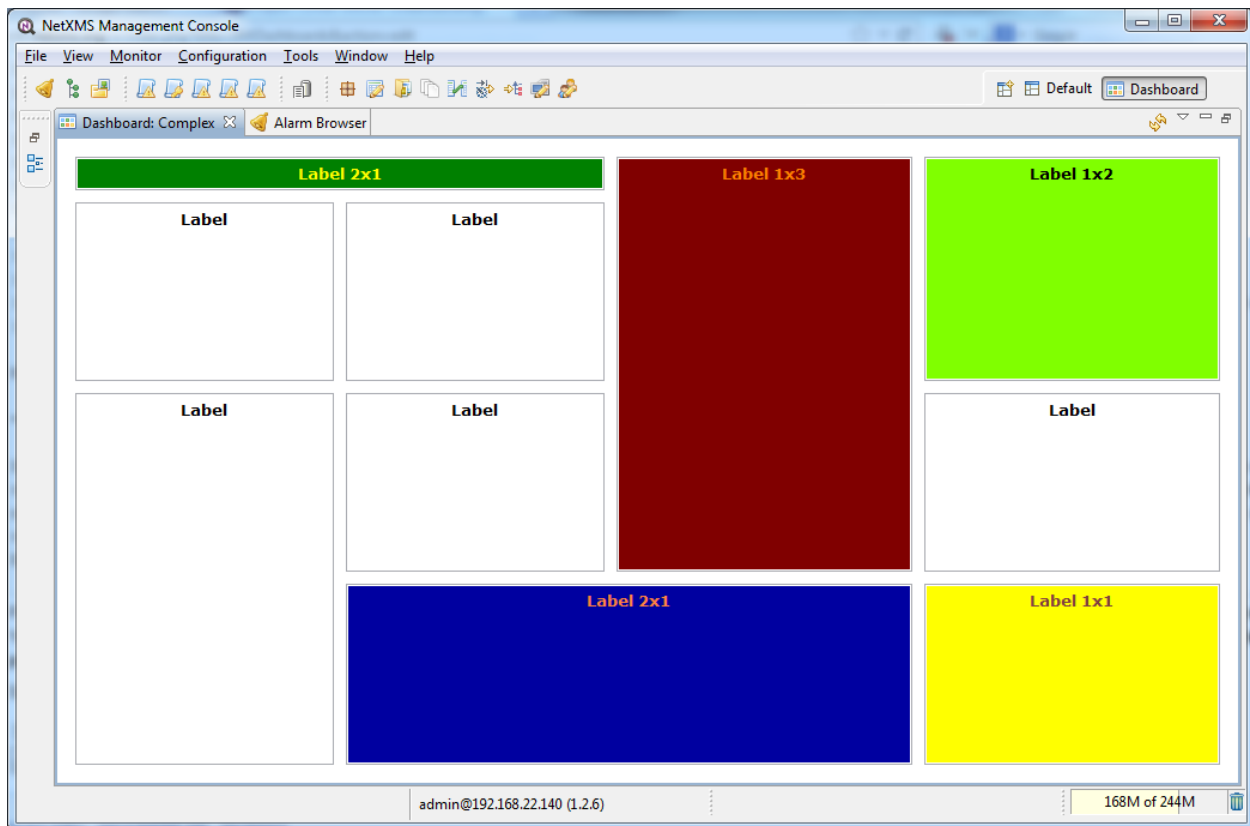 NetXMS Management Console
File View Monitor Configuration Tools Window Help
Default Dashboard
Dashboard: Complex Alarm Browser
Label 2x1 Label 1x3 Label 1x2
Label Label
Label Label Label
Label 2x1 Label 1x1
admin@192.168.22.140 (1.2.6) 168M of 244M